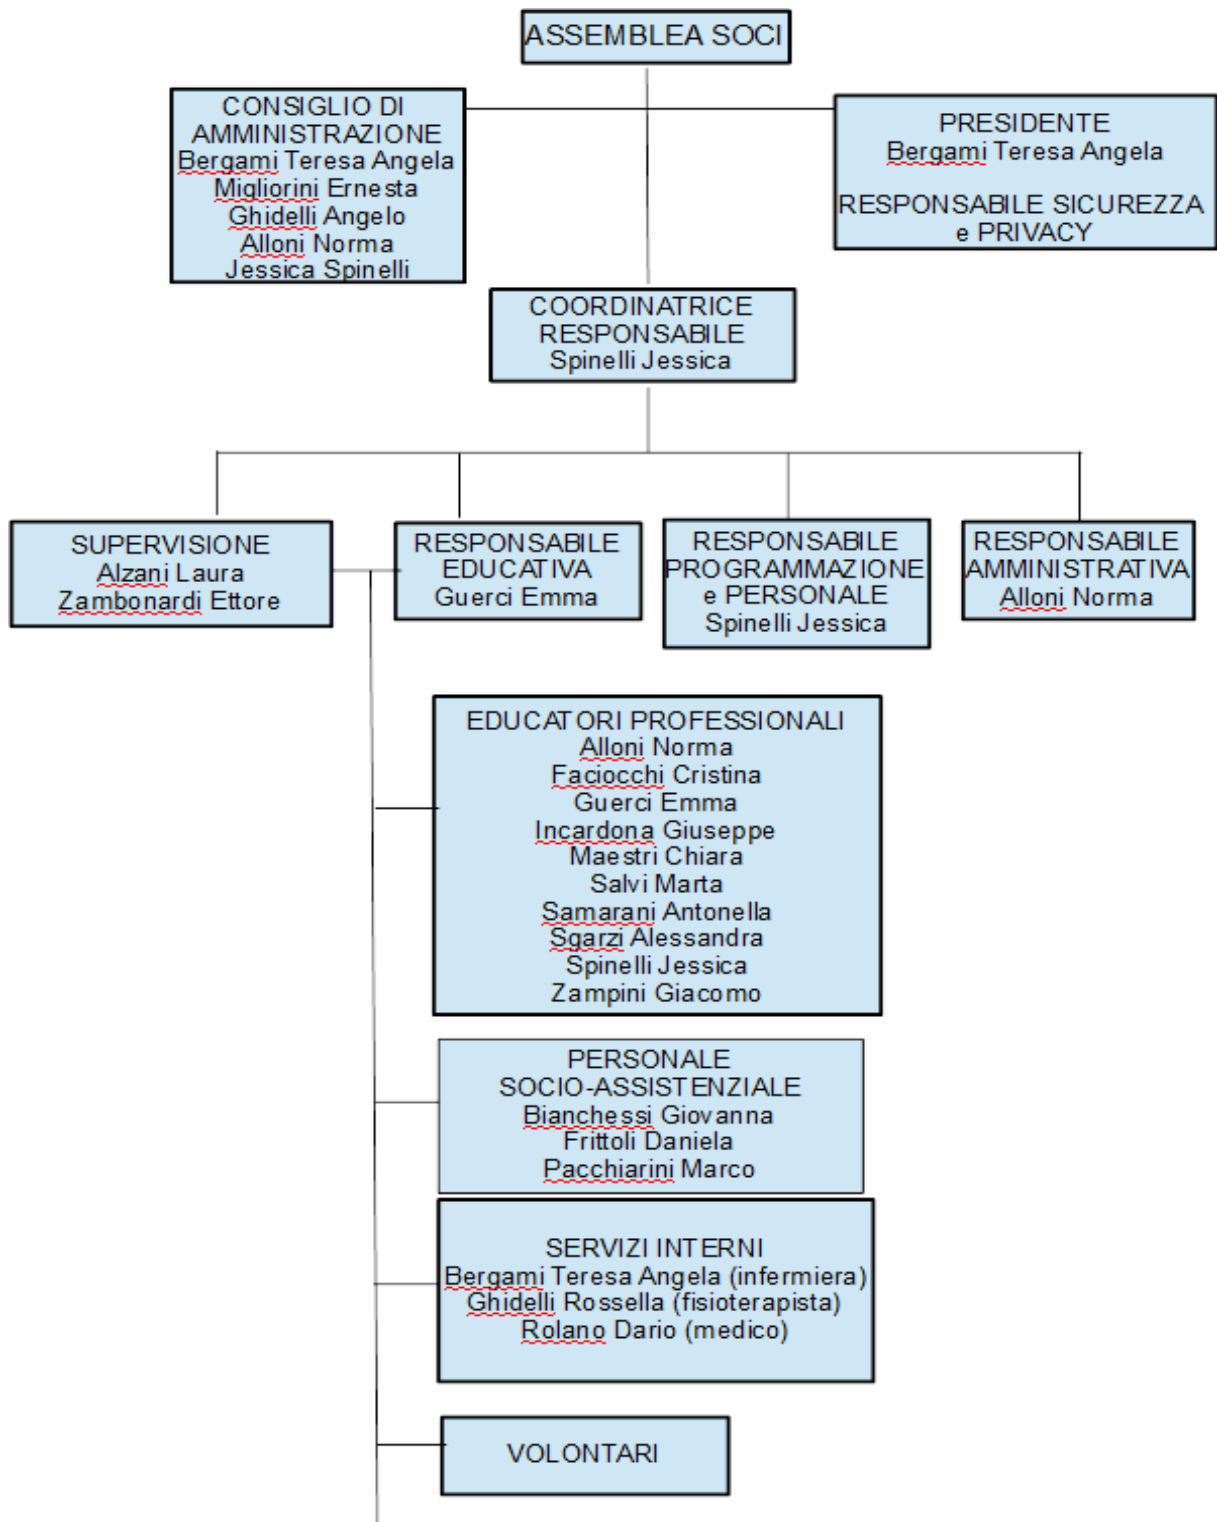 ASSEMBLEA SOCI
CONSIGLIO DI
AMMINISTRAZIONE
Bergami Teresa Angela
Migliorini Ernesta
Ghidelli Angelo
Alloni Norma
Jessica Spinelli
PRESIDENTE
Bergami Teresa Angela
RESPONSABILE SICUREZZA
e PRIVACY
COORDINATRICE
RESPONSABILE
Spinelli Jessica
SUPERVISIONE
Alzani Laura
Zambonardi Ettore
RESPONSABILE
EDUCATIVA
Guerci Emma
RESPONSABILE
PROGRAMMAZIONE
e PERSONALE
Spinelli Jessica
RESPONSABILE
AMMINISTRATIVA
Alloni Norma
EDUCATORI PROFESSIONALI
Alloni Norma
Faciocchi Cristina
Guerci Emma
Incardona Giuseppe
Maestri Chiara
Salvi Marta
Samarani Antonella
Sgarzi Alessandra
Spinelli Jessica
Zampini Giacomo
PERSONALE
SOCIO-ASSISTENZIALE
Bianchessi Giovanna
Frittoli Daniela
Pacchiarini Marco
SERVIZI INTERNI
Bergami Teresa Angela (infermiera)
Ghidelli Rossella (fisioterapista)
Rolano Dario (medico)
VOLONTARI